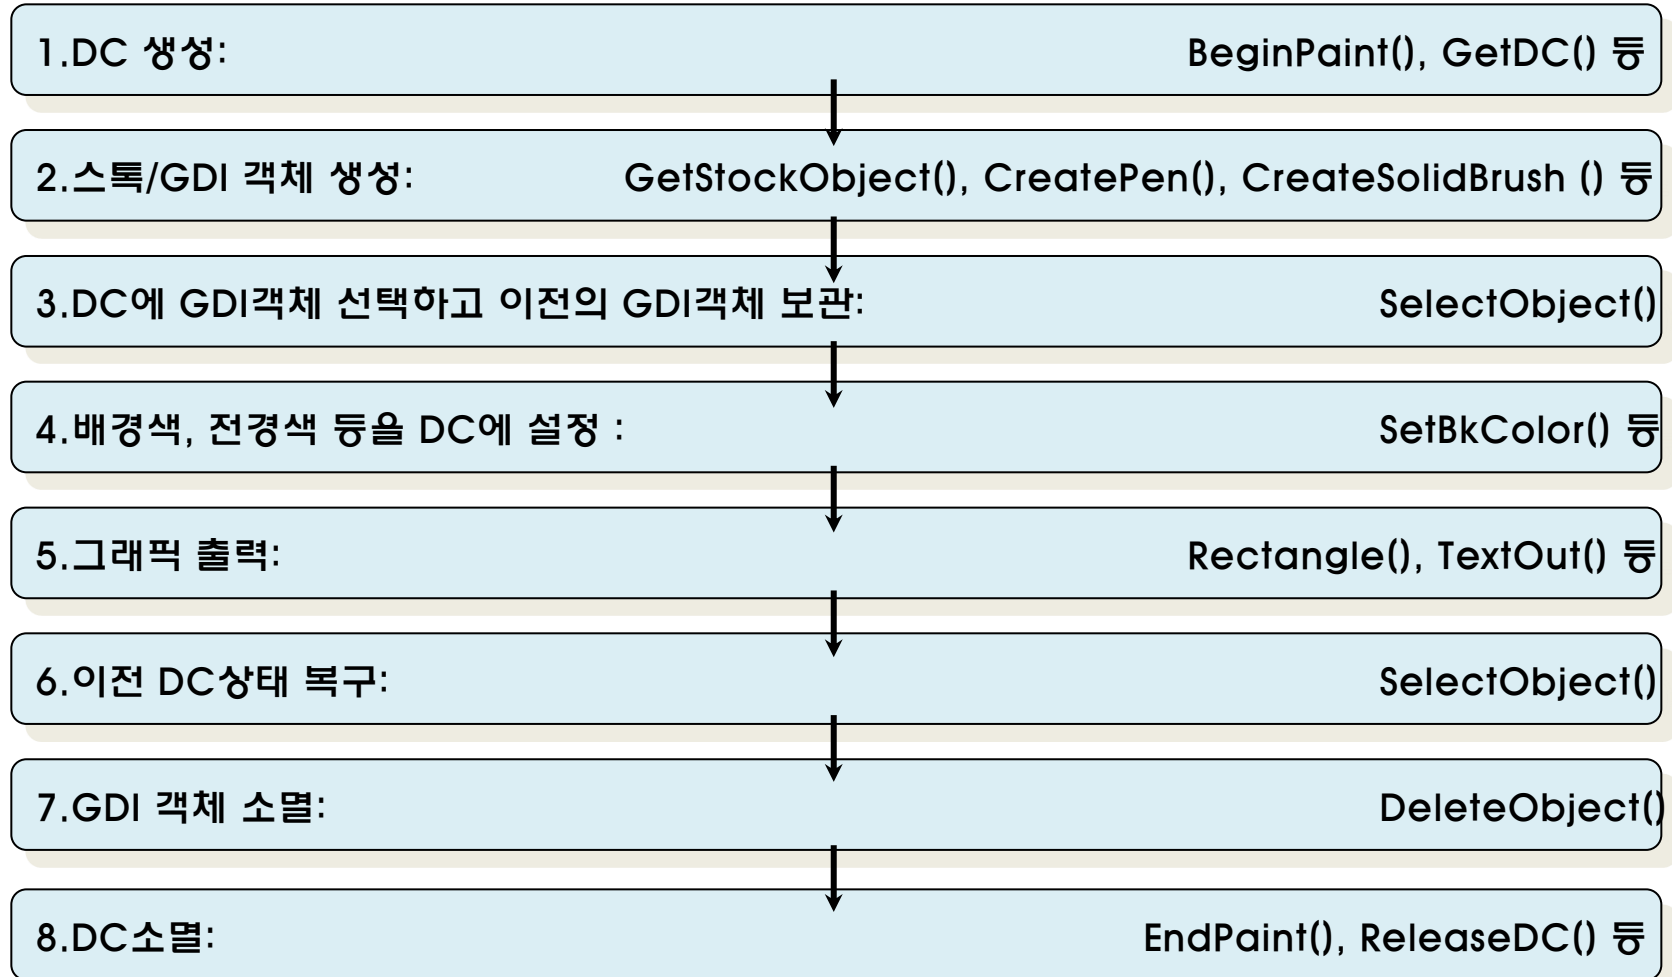 1.DC 생성: BeginPaint(), GetDC() 등
2.스톡/GDI 객체 생성: GetStockObject(), CreatePen(), CreateSolidBrush () 등
3.DC에 GDI객체 선택하고 이전의 GDI객체 보관: SelectObject()
4.배경색, 전경색 등을 DC에 설정 : SetBkColor() 등
5.그래픽 출력: Rectangle(), TextOut() 등
6.이전 DC상태 복구: SelectObject()
7.GDI 객체 소멸: DeleteObject()
8.DC소멸: EndPaint(), ReleaseDC() 등